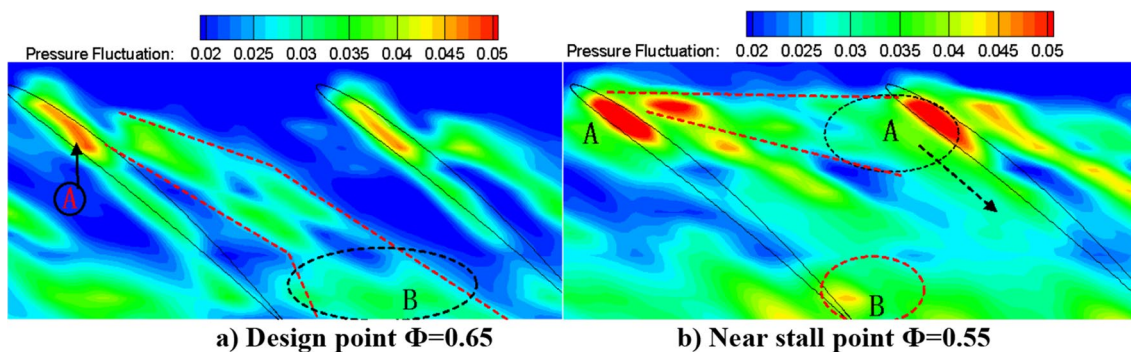 Pressure Fluctuation: 0.02 0.025 0.03 0.035 0.04 0.045 0.05
A
B
a) Design point Φ=0.65
Pressure Fluctuation: 0.02 0.025 0.03 0.035 0.04 0.045 0.05
A A
B
b) Near stall point Φ=0.55